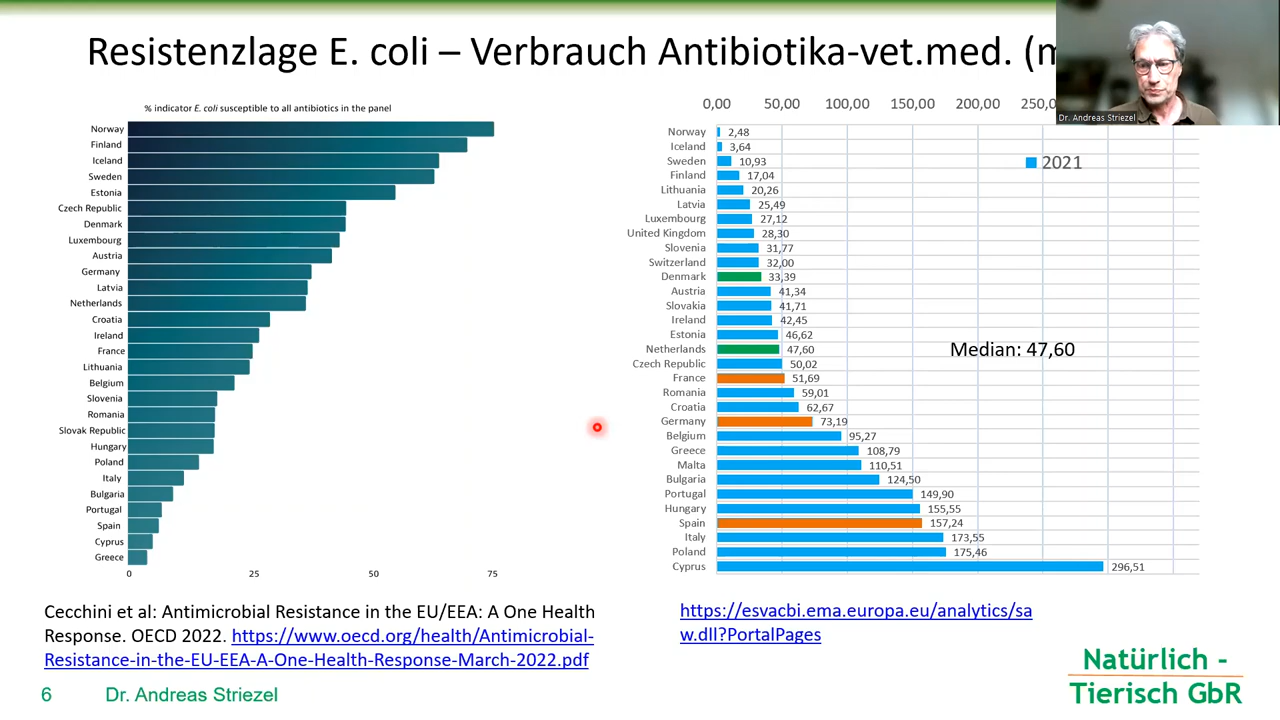 Resistenzlage E. coli – Verbrauch Antibiotika-vet.med. (m
Dr. Andreas Striezel
% indicator E. coli susceptible to all antibiotics in the panel
Norway
Finland
Iceland
Sweden
Estonia
Czech Republic
Denmark
Luxembourg
Austria
Germany
Latvia
Netherlands
Croatia
Ireland
France
Lithuania
Belgium
Slovenia
Romania
Slovak Republic
Hungary
Poland
Italy
Bulgaria
Portugal
Spain
Cyprus
Greece
0 25 50 75
0,00 50,00 100,00 150,00 200,00 250,0
2021
Norway 2,48
Iceland 3,64
Sweden 10,93
Finland 17,04
Lithuania 20,26
Latvia 25,49
Luxembourg 27,12
United Kingdom 28,30
Slovenia 31,77
Switzerland 32,00
Denmark 33,39
Austria 41,34
Slovakia 41,71
Ireland 42,45
Estonia 46,62
Netherlands 47,60
Median: 47,60
Czech Republic 50,02
France 51,69
Romania 59,01
Croatia 62,67
Germany 73,19
Belgium 95,27
Greece 108,79
Malta 110,51
Bulgaria 124,50
Portugal 149,90
Hungary 155,55
Spain 157,24
Italy 173,55
Poland 175,46
Cyprus 296,51
Cecchini et al: Antimicrobial Resistance in the EU/EEA: A One Health
Response. OECD 2022. https://www.oecd.org/health/Antimicrobial-
Resistance-in-the-EU-EEA-A-One-Health-Response-March-2022.pdf
https://esvacbi.ema.europa.eu/analytics/sa
w.dll?PortalPages
6 Dr. Andreas Striezel
Natürlich -
Tierisch GbR